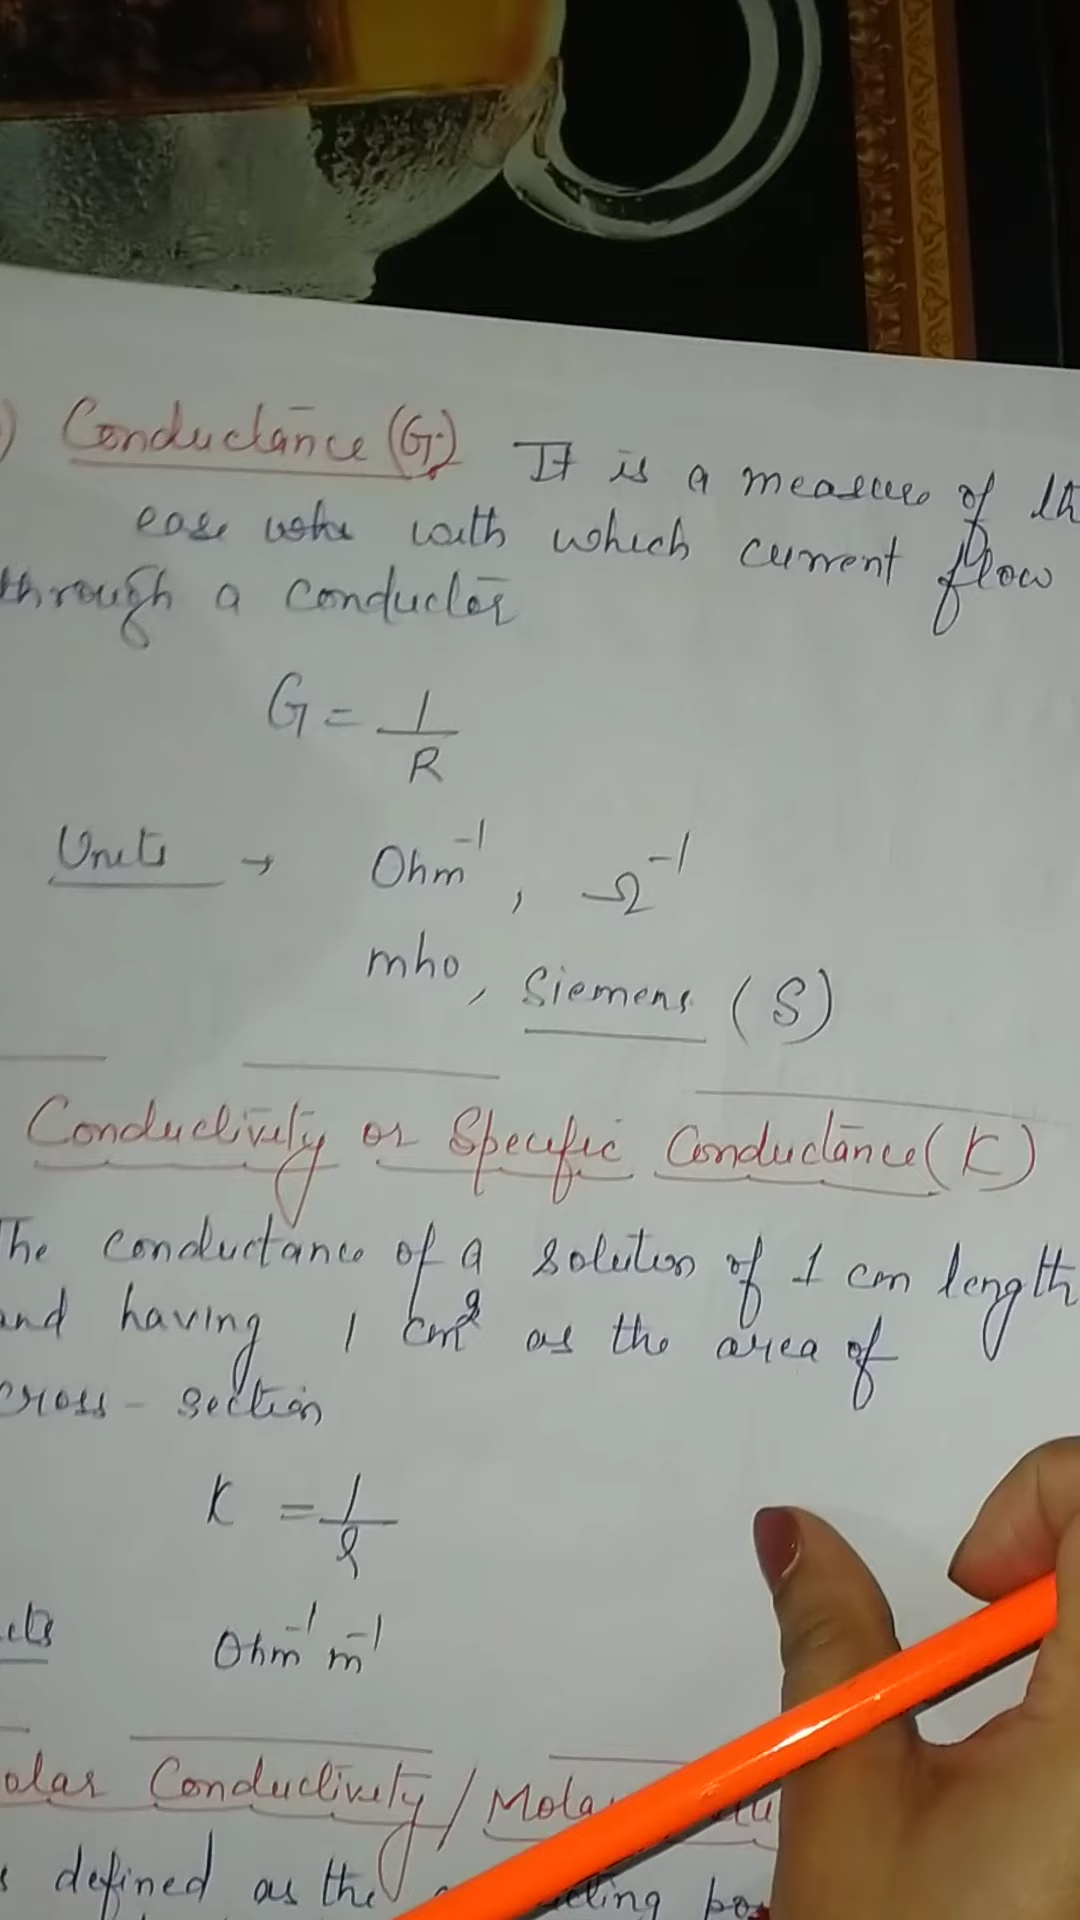 ) Conductance (G) It is a measure of th
ease with which current flow
through a conductor
G = 1/R
Units → Ohm⁻¹, Ω⁻¹
mho, Siemens (S)
Conductivity or Specific Conductance (K)
The conductance of a solution of 1 cm length
and having 1 cm² as the area of
cross-section
K = 1/ρ
Ohm⁻¹ m⁻¹
olar Conductivity / Mola
s defined as the